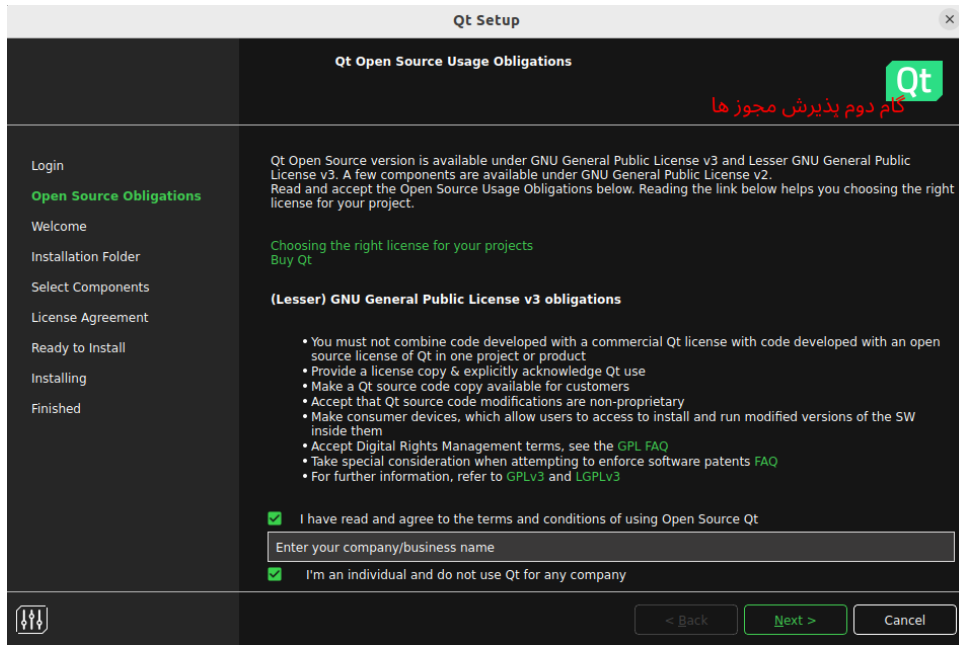 Qt Setup
Qt Open Source Usage Obligations
Qt
گام دوم پذیرش مجوز ها
Login
Open Source Obligations
Welcome
Installation Folder
Select Components
License Agreement
Ready to Install
Installing
Finished
Qt Open Source version is available under GNU General Public License v3 and Lesser GNU General Public
License v3. A few components are available under GNU General Public License v2.
Read and accept the Open Source Usage Obligations below. Reading the link below helps you choosing the right
license for your project.
Choosing the right license for your projects
Buy Qt
(Lesser) GNU General Public License v3 obligations
• You must not combine code developed with a commercial Qt license with code developed with an open
source license of Qt in one project or product
• Provide a license copy & explicitly acknowledge Qt use
• Make a Qt source code copy available for customers
• Accept that Qt source code modifications are non-proprietary
• Make consumer devices, which allow users to access to install and run modified versions of the SW
inside them
• Accept Digital Rights Management terms, see the GPL FAQ
• Take special consideration when attempting to enforce software patents FAQ
• For further information, refer to GPLv3 and LGPLv3
I have read and agree to the terms and conditions of using Open Source Qt
Enter your company/business name
I'm an individual and do not use Qt for any company
< Back
Next >
Cancel